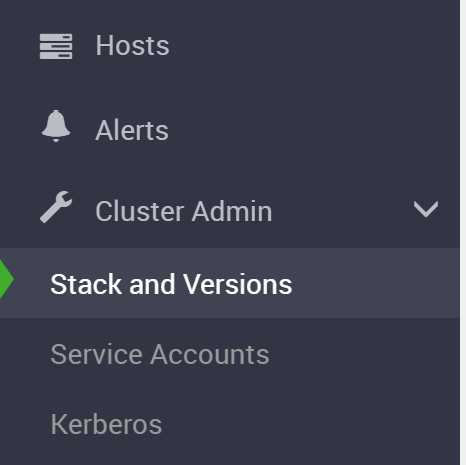 Hosts
Alerts
Cluster Admin
Stack and Versions
Service Accounts
Kerberos